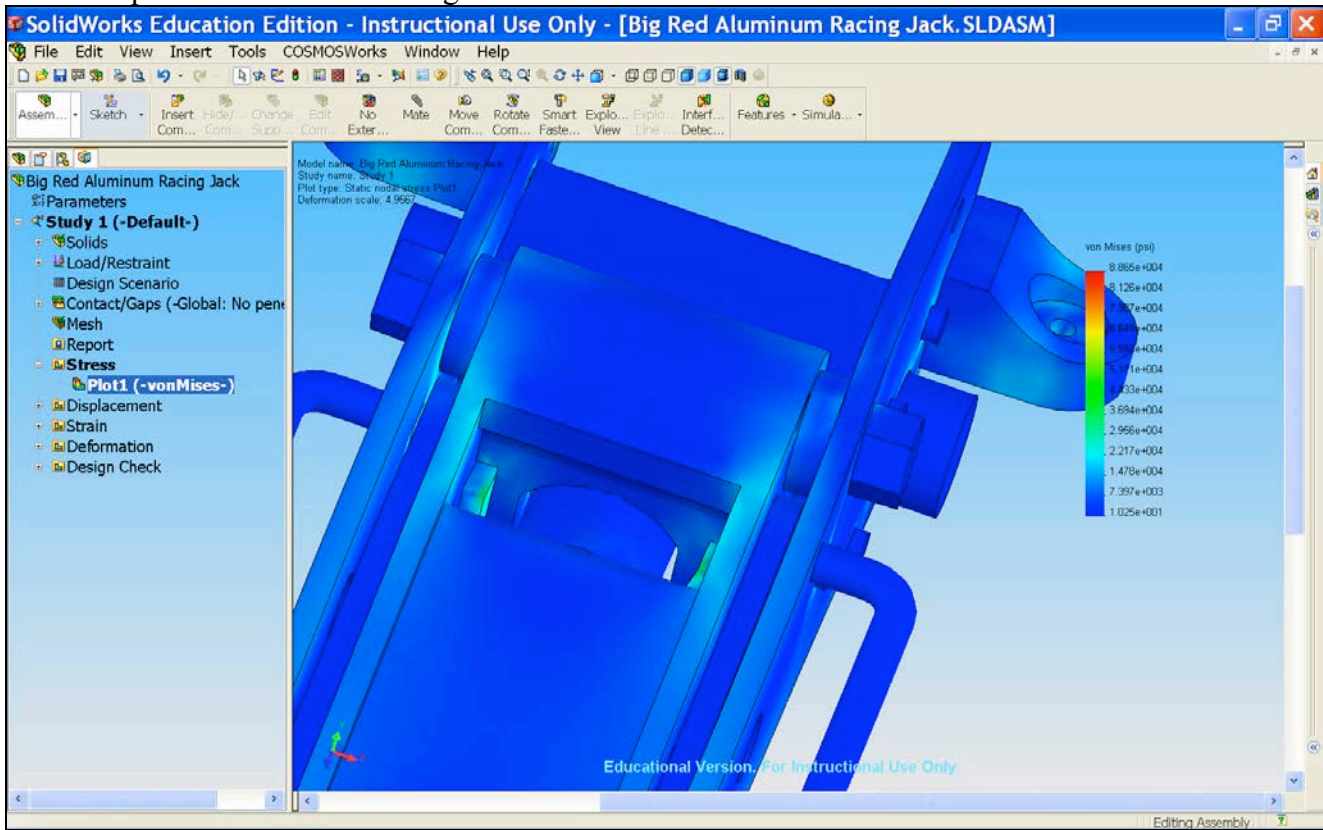 SolidWorks Education Edition - Instructional Use Only - [Big Red Aluminum Racing Jack.SLDASM]
File Edit View Insert Tools COSMOSWorks Window Help
Assem... Sketch Insert Com... Hide/... Com... Change Supp... Edit Com... No Exter... Mate Move Com... Rotate Com... Smart Faste... Explo... View Explo... Line ... Interf... Detec... Features Simula...
Big Red Aluminum Racing Jack
Parameters
Study 1 (-Default-)
Solids
Load/Restraint
Design Scenario
Contact/Gaps (-Global: No pene
Mesh
Report
Stress
Plot1 (-vonMises-)
Displacement
Strain
Deformation
Design Check
Model name: Big Red Aluminum Racing Jack
Study name: Study 1
Plot type: Static nodal stress Plot1
Deformation scale: 4.9667
von Mises (psi)
8.865e+004
8.126e+004
3.694e+004
2.956e+004
2.217e+004
1.478e+004
7.397e+003
1.025e+001
Educational Version. For Instructional Use Only
Editing Assembly